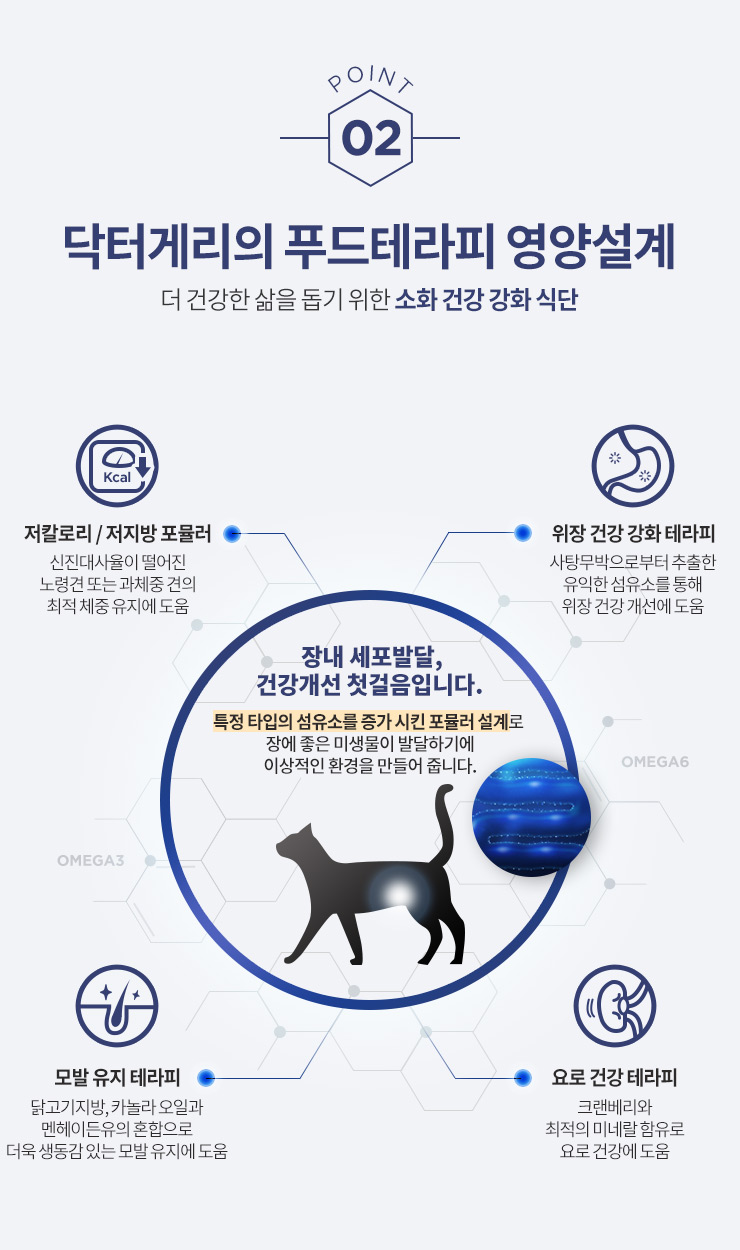 POINT
02
닥터게리의 푸드테라피 영양설계
더 건강한 삶을 돕기 위한 소화 건강 강화 식단
Kcal
저칼로리 / 저지방 포뮬러
신진대사율이 떨어진
노령견 또는 과체중 견의
최적 체중 유지에 도움
위장 건강 강화 테라피
사탕무박으로부터 추출한
유익한 섬유소를 통해
위장 건강 개선에 도움
장내 세포발달,
건강개선 첫걸음입니다.
특정 타입의 섬유소를 증가 시킨 포뮬러 설계로
장에 좋은 미생물이 발달하기에
이상적인 환경을 만들어 줍니다.
OMEGA6
OMEGA3
모발 유지 테라피
닭고기지방, 카놀라 오일과
멘헤이든유의 혼합으로
더욱 생동감 있는 모발 유지에 도움
요로 건강 테라피
크랜베리와
최적의 미네랄 함유로
요로 건강에 도움